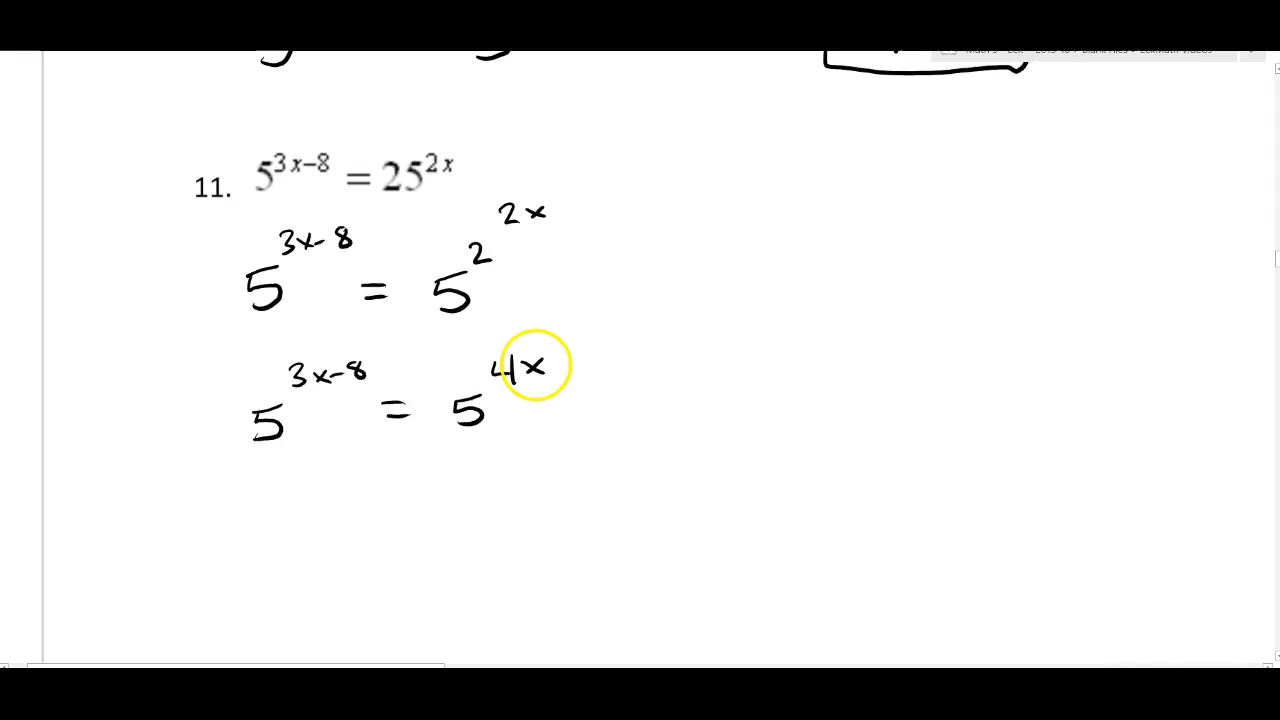 11. 5^{3x-8} = 25^{2x}
5^{3x-8} = 5^{2^{2x}}
5^{3x-8} = 5^{4x}